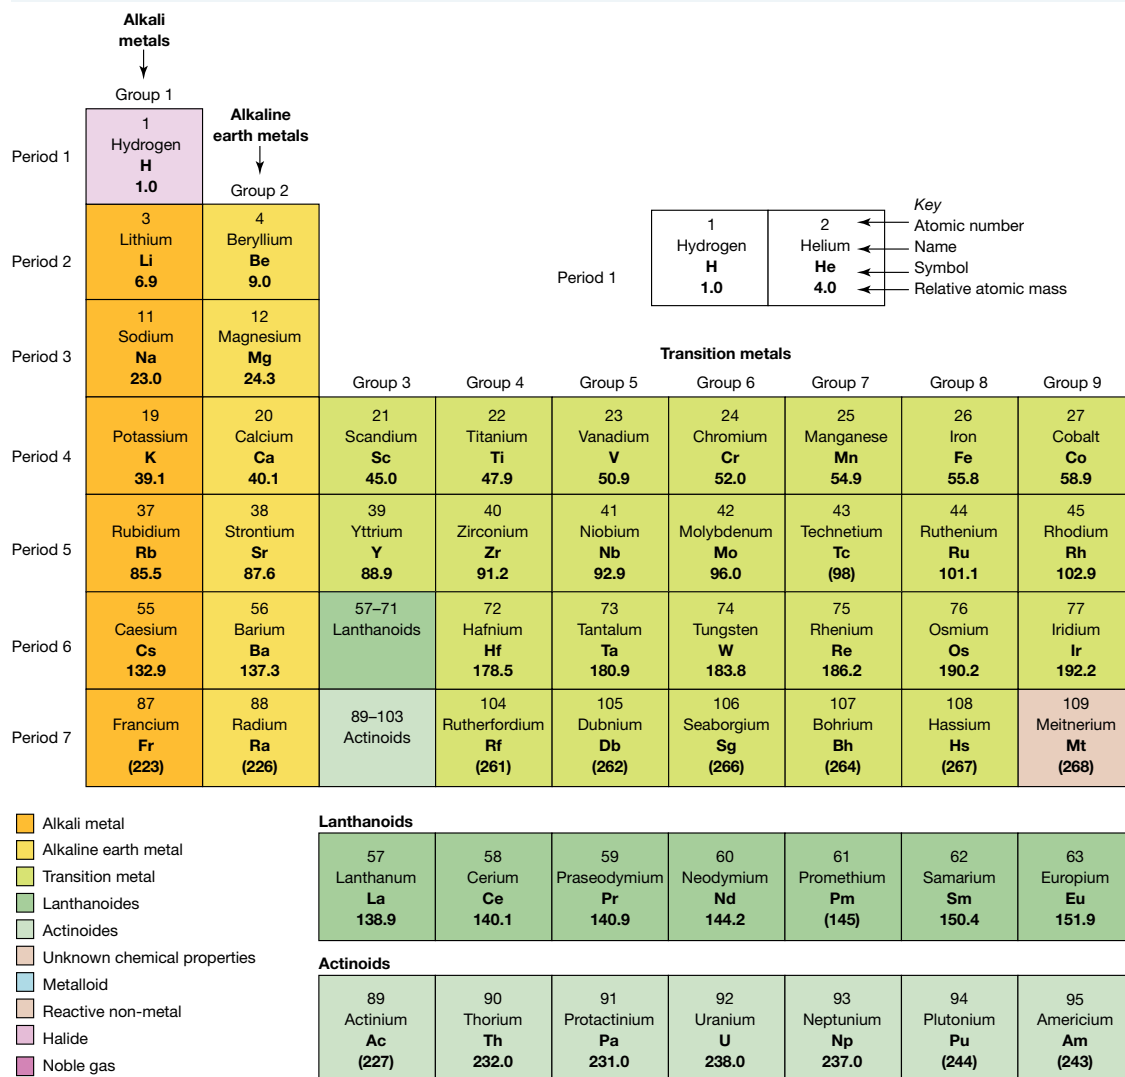 Alkali
metals
Group 1
Alkaline
earth metals
Group 2
Period 1
1
Hydrogen
H
1.0
Key
Period 1
1
Hydrogen
H
1.0
2
Helium
He
4.0
Atomic number
Name
Symbol
Relative atomic mass
Period 2
3
Lithium
Li
6.9
4
Beryllium
Be
9.0
Period 3
11
Sodium
Na
23.0
12
Magnesium
Mg
24.3
Transition metals
Group 3
Group 4
Group 5
Group 6
Group 7
Group 8
Group 9
Period 4
19
Potassium
K
39.1
20
Calcium
Ca
40.1
21
Scandium
Sc
45.0
22
Titanium
Ti
47.9
23
Vanadium
V
50.9
24
Chromium
Cr
52.0
25
Manganese
Mn
54.9
26
Iron
Fe
55.8
27
Cobalt
Co
58.9
Period 5
37
Rubidium
Rb
85.5
38
Strontium
Sr
87.6
39
Yttrium
Y
88.9
40
Zirconium
Zr
91.2
41
Niobium
Nb
92.9
42
Molybdenum
Mo
96.0
43
Technetium
Tc
(98)
44
Ruthenium
Ru
101.1
45
Rhodium
Rh
102.9
Period 6
55
Caesium
Cs
132.9
56
Barium
Ba
137.3
57–71
Lanthanoids
72
Hafnium
Hf
178.5
73
Tantalum
Ta
180.9
74
Tungsten
W
183.8
75
Rhenium
Re
186.2
76
Osmium
Os
190.2
77
Iridium
Ir
192.2
Period 7
87
Francium
Fr
(223)
88
Radium
Ra
(226)
89–103
Actinoids
104
Rutherfordium
Rf
(261)
105
Dubnium
Db
(262)
106
Seaborgium
Sg
(266)
107
Bohrium
Bh
(264)
108
Hassium
Hs
(267)
109
Meitnerium
Mt
(268)
Alkali metal
Alkaline earth metal
Transition metal
Lanthanoides
Actinoides
Unknown chemical properties
Metalloid
Reactive non-metal
Halide
Noble gas
Lanthanoids
57
Lanthanum
La
138.9
58
Cerium
Ce
140.1
59
Praseodymium
Pr
140.9
60
Neodymium
Nd
144.2
61
Promethium
Pm
(145)
62
Samarium
Sm
150.4
63
Europium
Eu
151.9
Actinoids
89
Actinium
Ac
(227)
90
Thorium
Th
232.0
91
Protactinium
Pa
231.0
92
Uranium
U
238.0
93
Neptunium
Np
237.0
94
Plutonium
Pu
(244)
95
Americium
Am
(243)